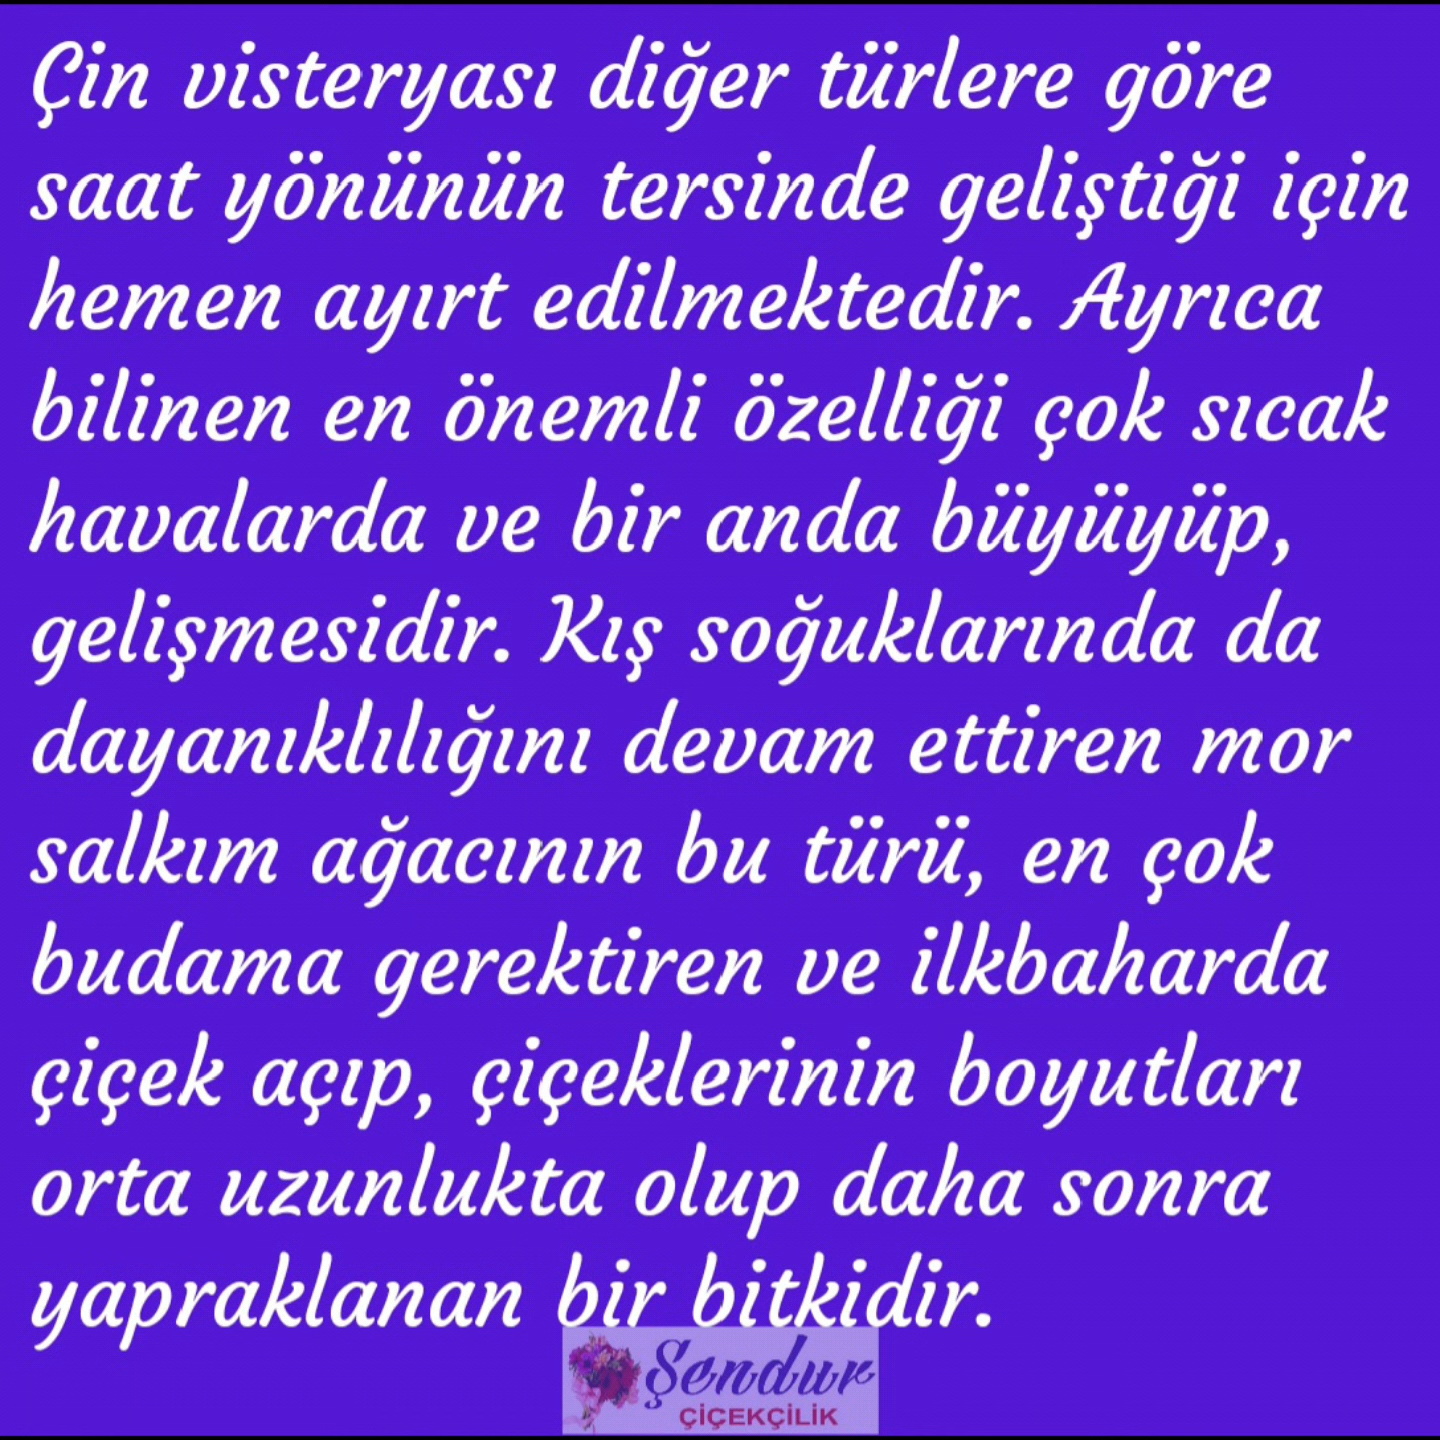 Çin visteryası diğer türlere göre
saat yönünün tersinde geliştiği için
hemen ayırt edilmektedir. Ayrıca
bilinen en önemli özelliği çok sıcak
havalarda ve bir anda büyüyüp,
gelişmesidir. Kış soğuklarında da
dayanıklılığını devam ettiren mor
salkım ağacının bu türü, en çok
budama gerektiren ve ilkbaharda
çiçek açıp, çiçeklerinin boyutları
orta uzunlukta olup daha sonra
yapraklanan bir bitkidir.
Şendur
ÇİÇEKÇİLİK